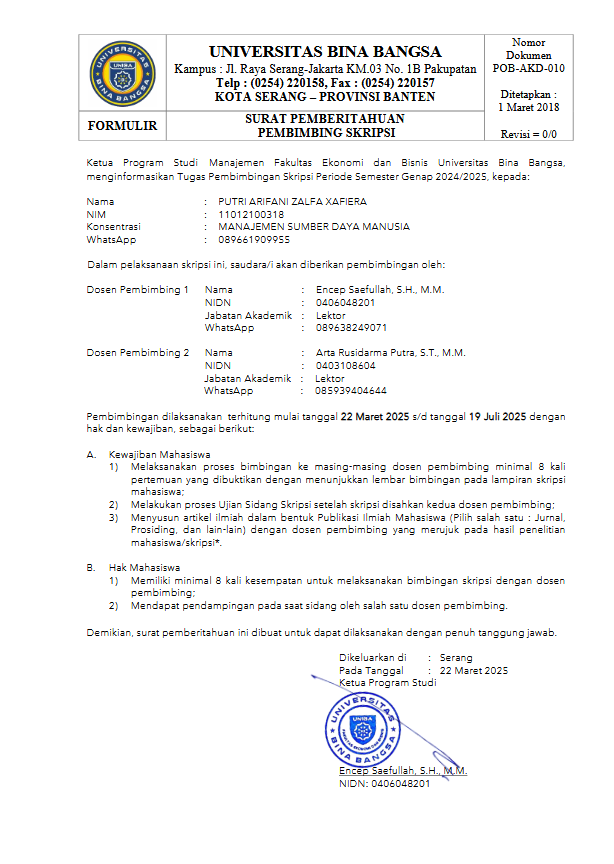 UNIVERSITAS BINA BANGSA
UNIBA
UNIVERSITAS BINA BANGSA
Kampus : Jl. Raya Serang-Jakarta KM.03 No. 1B Pakupatan
Telp : (0254) 220158, Fax : (0254) 220157
KOTA SERANG – PROVINSI BANTEN
Nomor
Dokumen
POB-AKD-010
Ditetapkan :
1 Maret 2018
Revisi = 0/0
FORMULIR
SURAT PEMBERITAHUAN
PEMBIMBING SKRIPSI
Ketua Program Studi Manajemen Fakultas Ekonomi dan Bisnis Universitas Bina Bangsa,
menginformasikan Tugas Pembimbingan Skripsi Periode Semester Genap 2024/2025, kepada:
Nama : PUTRI ARIFANI ZALFA XAFIERA
NIM : 11012100318
Konsentrasi : MANAJEMEN SUMBER DAYA MANUSIA
WhatsApp : 089661909955
Dalam pelaksanaan skripsi ini, saudara/i akan diberikan pembimbingan oleh:
Dosen Pembimbing 1 Nama : Encep Saefullah, S.H., M.M.
NIDN : 0406048201
Jabatan Akademik : Lektor
WhatsApp : 089638249071
Dosen Pembimbing 2 Nama : Arta Rusidarma Putra, S.T., M.M.
NIDN : 0403108604
Jabatan Akademik : Lektor
WhatsApp : 085939404644
Pembimbingan dilaksanakan terhitung mulai tanggal 22 Maret 2025 s/d tanggal 19 Juli 2025 dengan
hak dan kewajiban, sebagai berikut:
A. Kewajiban Mahasiswa
1) Melaksanakan proses bimbingan ke masing-masing dosen pembimbing minimal 8 kali
pertemuan yang dibuktikan dengan menunjukkan lembar bimbingan pada lampiran skripsi
mahasiswa;
2) Melakukan proses Ujian Sidang Skripsi setelah skripsi disahkan kedua dosen pembimbing;
3) Menyusun artikel ilmiah dalam bentuk Publikasi Ilmiah Mahasiswa (Pilih salah satu : Jurnal,
Prosiding, dan lain-lain) dengan dosen pembimbing yang merujuk pada hasil penelitian
mahasiswa/skripsi*.
B. Hak Mahasiswa
1) Memiliki minimal 8 kali kesempatan untuk melaksanakan bimbingan skripsi dengan dosen
pembimbing;
2) Mendapat pendampingan pada saat sidang oleh salah satu dosen pembimbing.
Demikian, surat pemberitahuan ini dibuat untuk dapat dilaksanakan dengan penuh tanggung jawab.
Dikeluarkan di : Serang
Pada Tanggal : 22 Maret 2025
Ketua Program Studi
UNIVERSITAS BINA BANGSA
UNIBA
FAKULTAS EKONOMI DAN BISNIS
Encep Saefullah, S.H., M.M.
NIDN: 0406048201